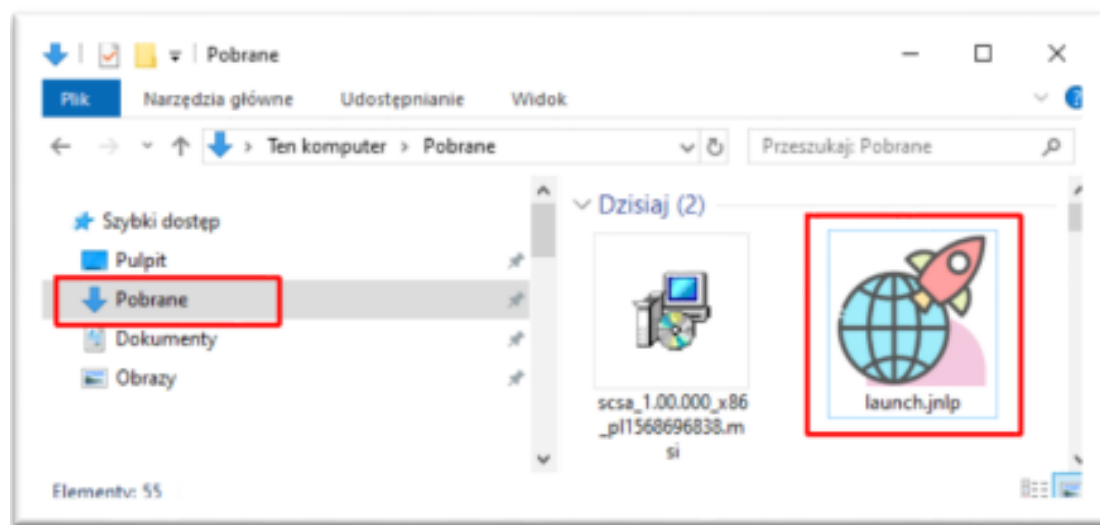 Pobrane
Plik Narzędzia główne Udostępnianie Widok
Ten komputer > Pobrane Przeszukaj: Pobrane
Szybki dostęp
Pulpit
Pobrane
Dokumenty
Obrazy
Dzisiaj (2)
scsa_1.00.000_x86
_pl1568696838.m
si
launch.jnlp
Elementy: 55